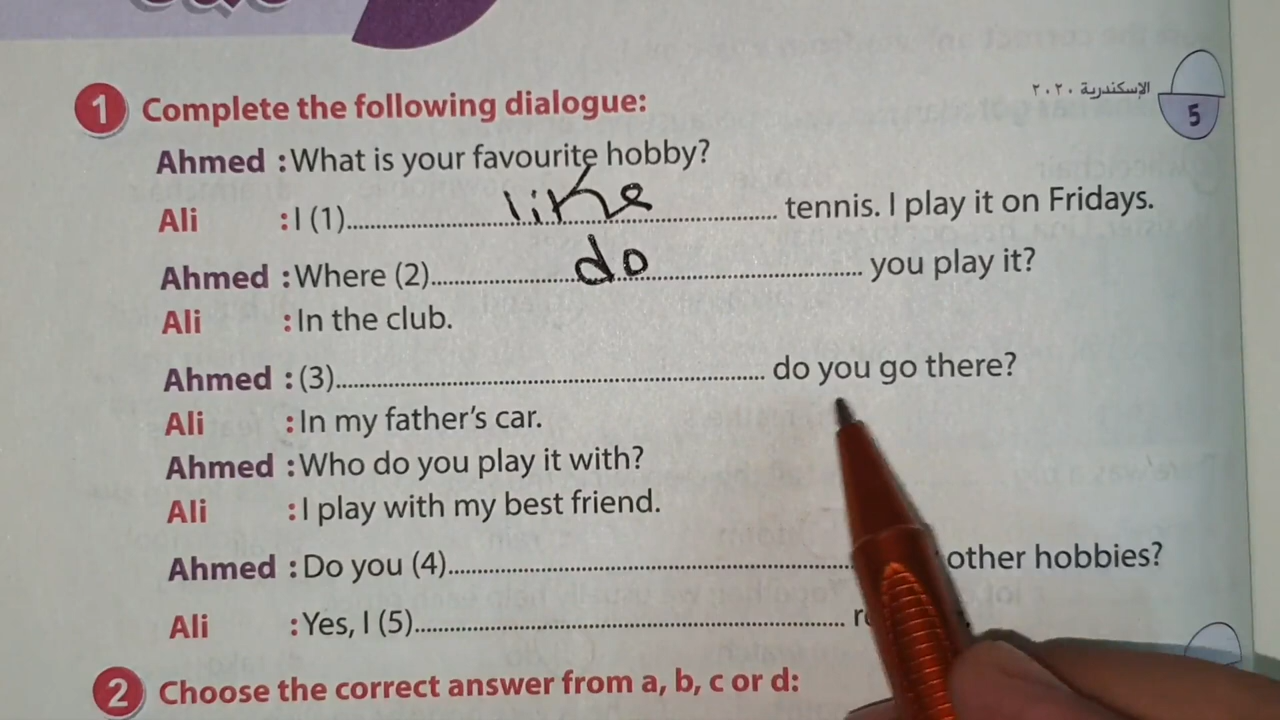 1 Complete the following dialogue:
الإسكندرية ٢٠٢٠
5
Ahmed : What is your favourite hobby?
Ali : I (1) like tennis. I play it on Fridays.
Ahmed : Where (2) do you play it?
Ali : In the club.
Ahmed : (3) do you go there?
Ali : In my father's car.
Ahmed : Who do you play it with?
Ali : I play with my best friend.
Ahmed : Do you (4) other hobbies?
Ali : Yes, I (5)
2 Choose the correct answer from a, b, c or d: